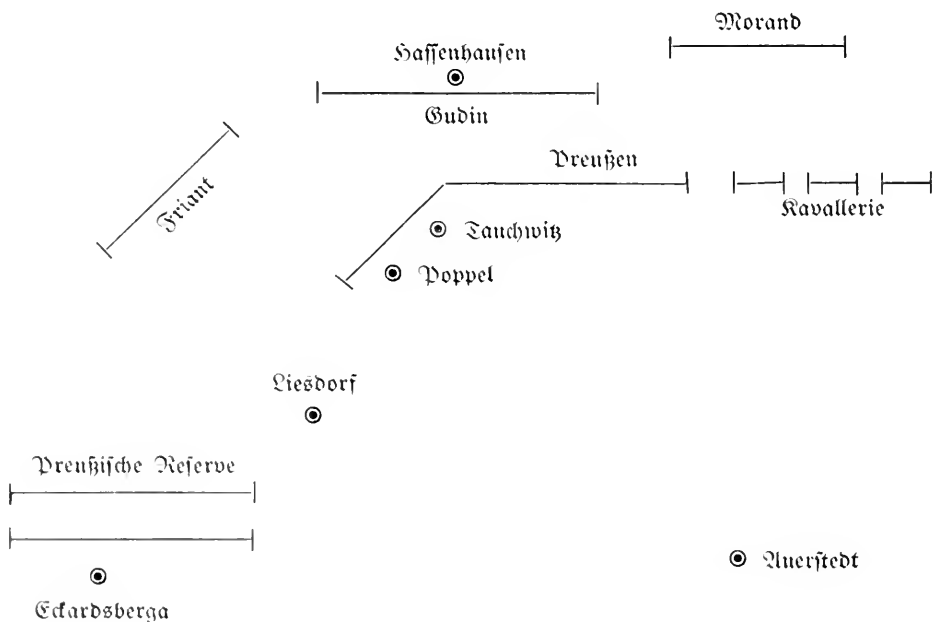 Morand
Hassenhausen
Gudin
Preußen
Friant
Kavallerie
Tauchwitz
Poppel
Liesdorf
Preußische Reserve
Auerstedt
Eckardsberga